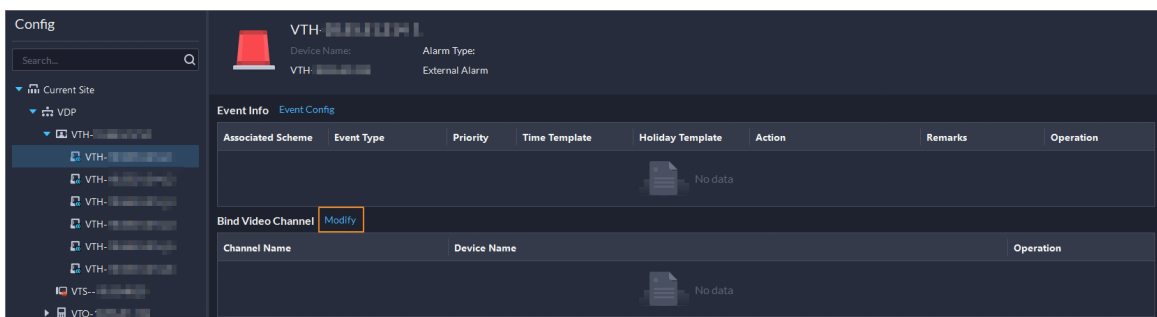 Config
Search...
Current Site
VDP
VTH-
VTH-
VTH-
VTH-
VTH-
VTH-
VTH-
VTS--
VTO-
VTH-
Device Name: Alarm Type:
VTH- External Alarm
Event Info Event Config
Associated Scheme Event Type Priority Time Template Holiday Template Action Remarks Operation
No data
Bind Video Channel Modify
Channel Name Device Name Operation
No data